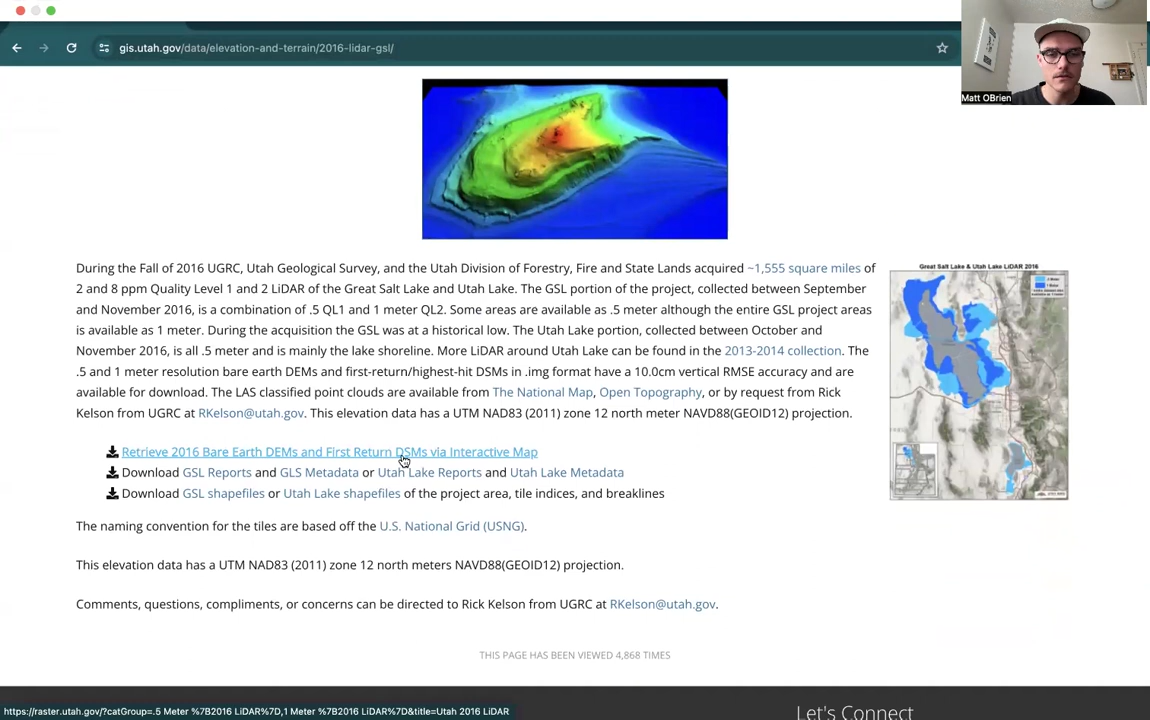 gis.utah.gov/data/elevation-and-terrain/2016-lidar-gsl/
Matt OBrien
During the Fall of 2016 UGRC, Utah Geological Survey, and the Utah Division of Forestry, Fire and State Lands acquired ~1,555 square miles of
2 and 8 ppm Quality Level 1 and 2 LiDAR of the Great Salt Lake and Utah Lake. The GSL portion of the project, collected between September
and November 2016, is a combination of .5 QL1 and 1 meter QL2. Some areas are available as .5 meter although the entire GSL project areas
is available as 1 meter. During the acquisition the GSL was at a historical low. The Utah Lake portion, collected between October and
November 2016, is all .5 meter and is mainly the lake shoreline. More LiDAR around Utah Lake can be found in the 2013-2014 collection. The
.5 and 1 meter resolution bare earth DEMs and first-return/highest-hit DSMs in .img format have a 10.0cm vertical RMSE accuracy and are
available for download. The LAS classified point clouds are available from The National Map, Open Topography, or by request from Rick
Kelson from UGRC at RKelson@utah.gov. This elevation data has a UTM NAD83 (2011) zone 12 north meter NAVD88(GEOID12) projection.
Great Salt Lake & Utah Lake LiDAR 2016
Retrieve 2016 Bare Earth DEMs and First Return DSMs via Interactive Map
Download GSL Reports and GLS Metadata or Utah Lake Reports and Utah Lake Metadata
Download GSL shapefiles or Utah Lake shapefiles of the project area, tile indices, and breaklines
The naming convention for the tiles are based off the U.S. National Grid (USNG).
This elevation data has a UTM NAD83 (2011) zone 12 north meters NAVD88(GEOID12) projection.
Comments, questions, compliments, or concerns can be directed to Rick Kelson from UGRC at RKelson@utah.gov.
THIS PAGE HAS BEEN VIEWED 4,868 TIMES
Let's Connect
https://raster.utah.gov/?catGroup=.5 Meter %7B2016 LiDAR%7D,1 Meter %7B2016 LiDAR%7D&title=Utah 2016 LiDAR